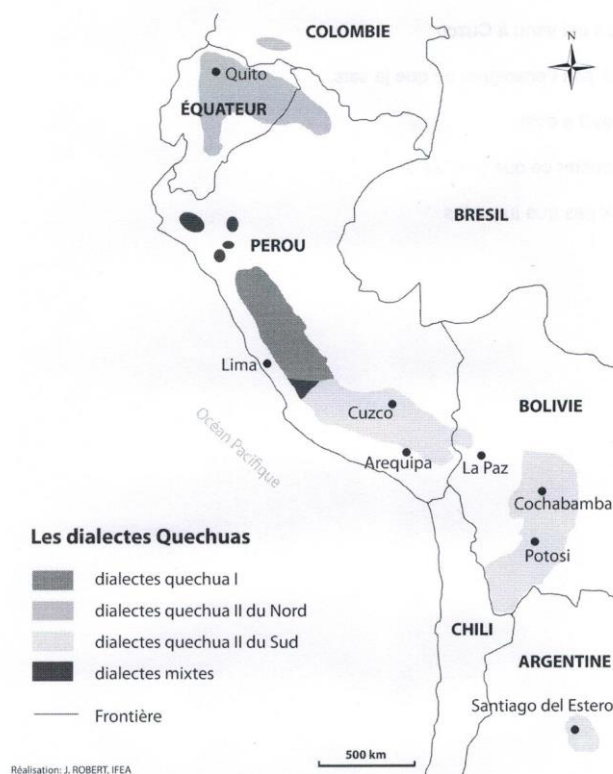 COLOMBIE
Quito
N
ÉQUATEUR
BRESIL
PEROU
Lima
Cuzco
BOLIVIE
Océan Pacifique
Arequipa
La Paz
Cochabamba
Les dialectes Quechuas
Potosi
dialectes quechua I
dialectes quechua II du Nord
dialectes quechua II du Sud
CHILI
ARGENTINE
dialectes mixtes
Santiago del Estero
Frontière
500 km
Réalisation: J. ROBERT, IFEA